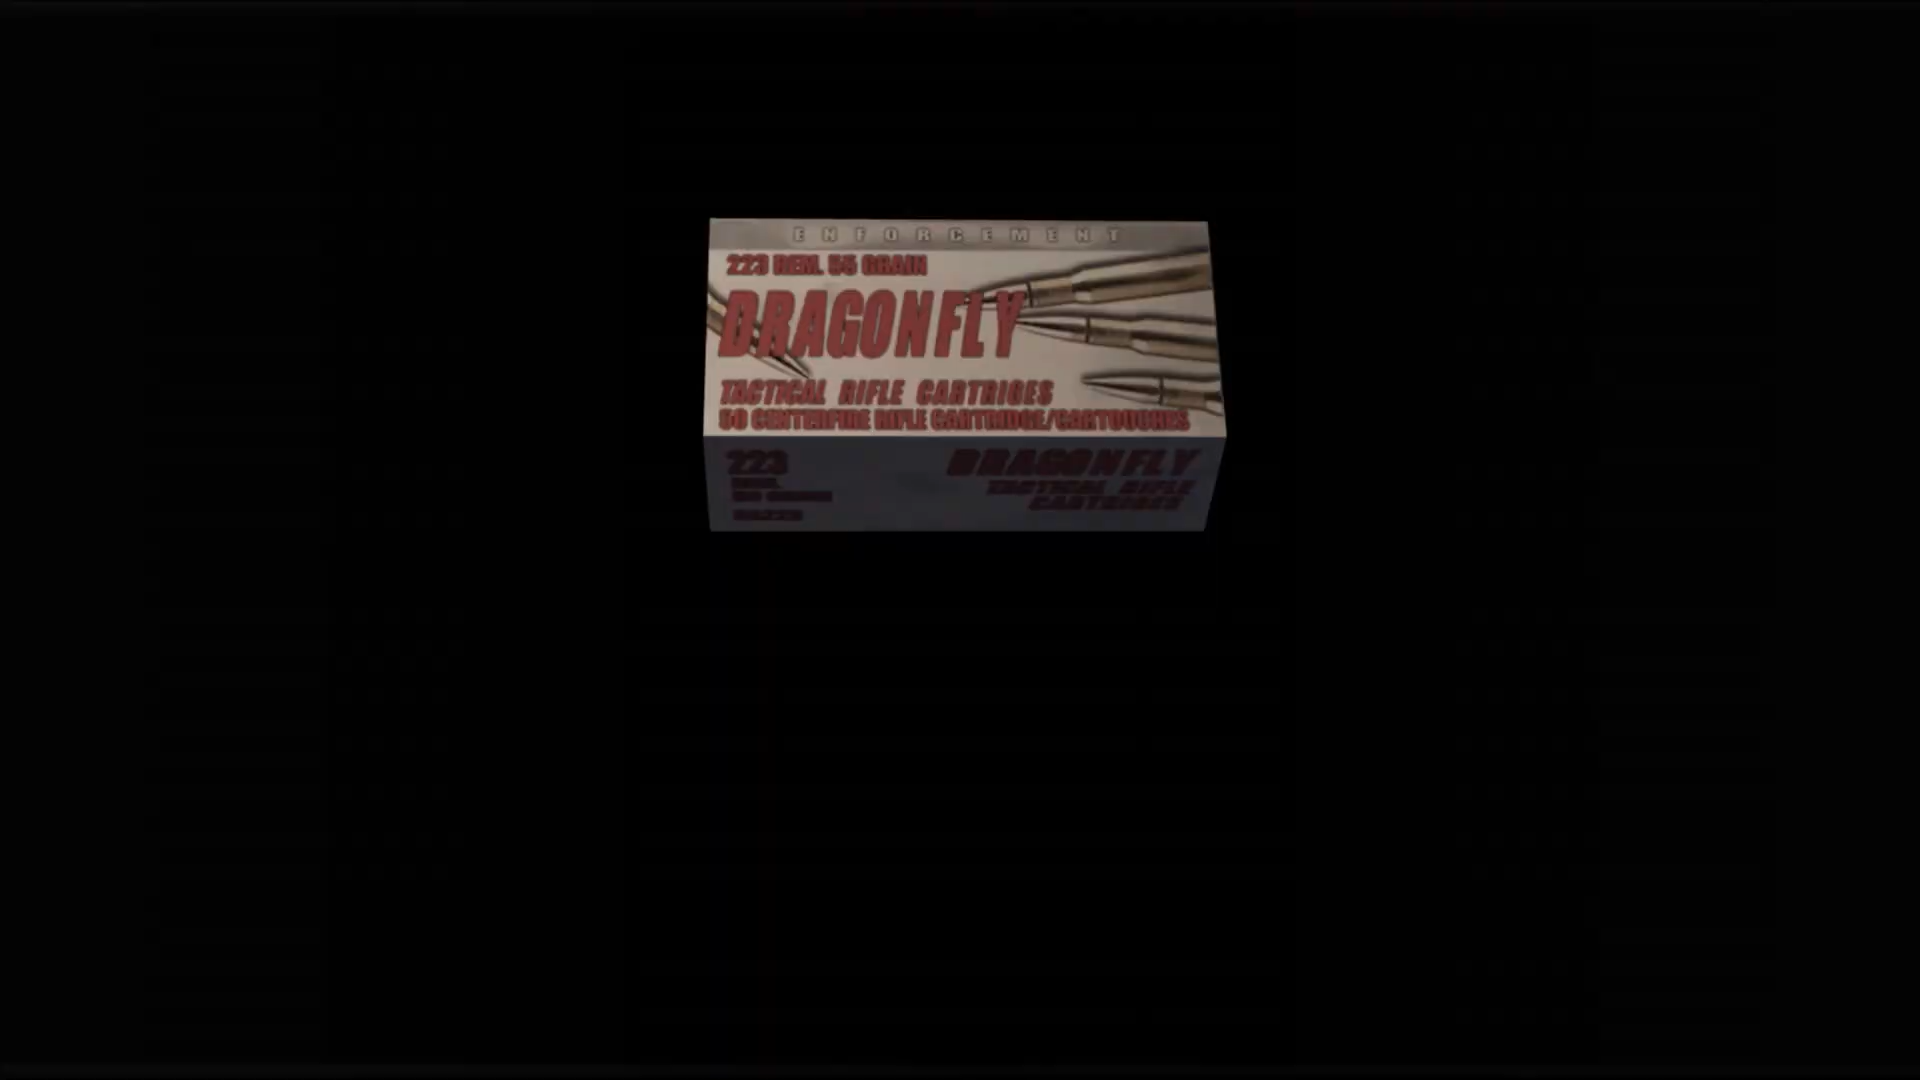 ENFORCEMENT
223 REM. 55 GRAIN
DRAGONFLY
TACTICAL RIFLE CARTRIGES
50 CENTERFIRE RIFLE CARTRIDGE/CARTOUCHES
223
DRAGONFLY
TACTICAL RIFLE
CARTRIGES